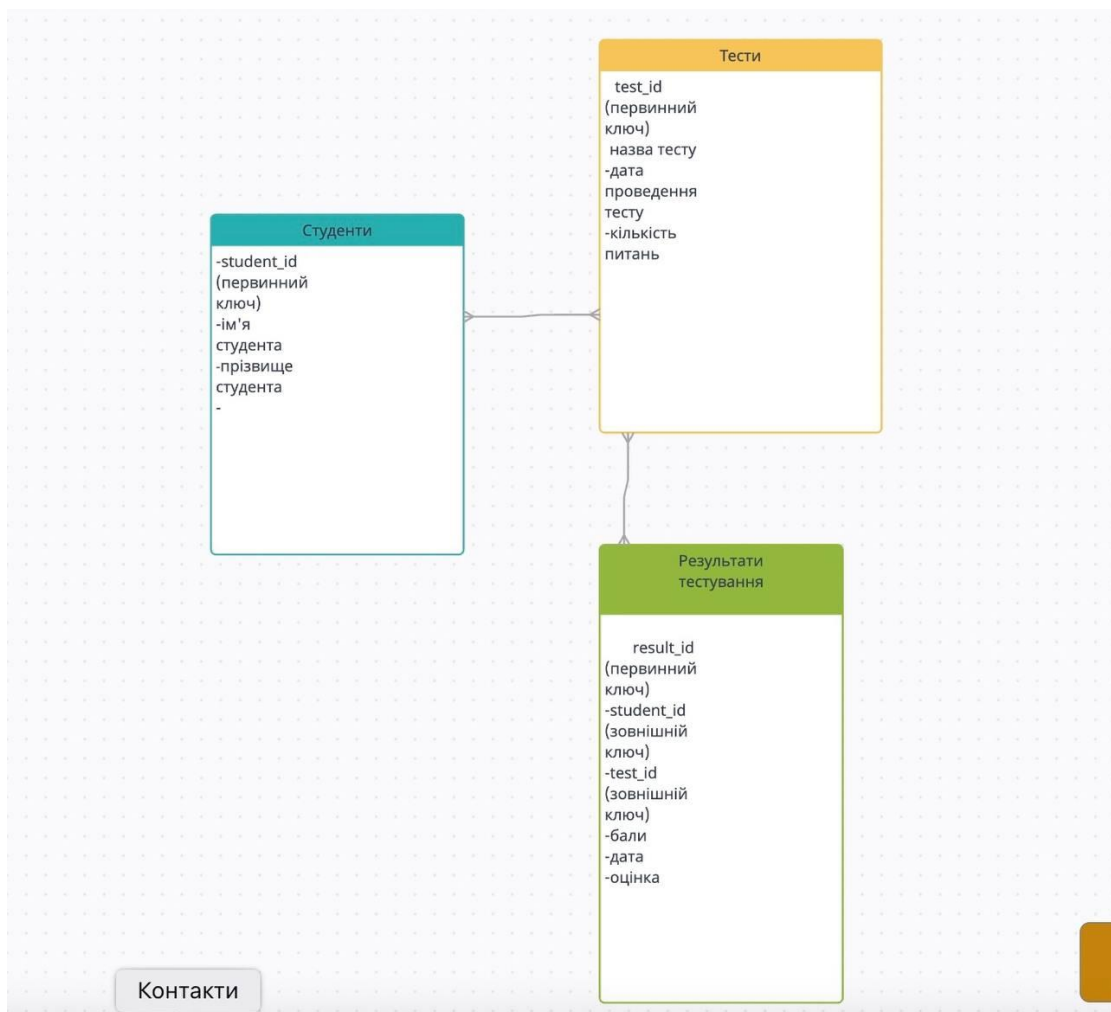 Тести
test_id
(первинний
ключ)
назва тесту
-дата
проведення
тесту
-кількість
питань
Студенти
-student_id
(первинний
ключ)
-ім'я
студента
-прізвище
студента
-
Результати
тестування
result_id
(первинний
ключ)
-student_id
(зовнішній
ключ)
-test_id
(зовнішній
ключ)
-бали
-дата
-оцінка
Контакти